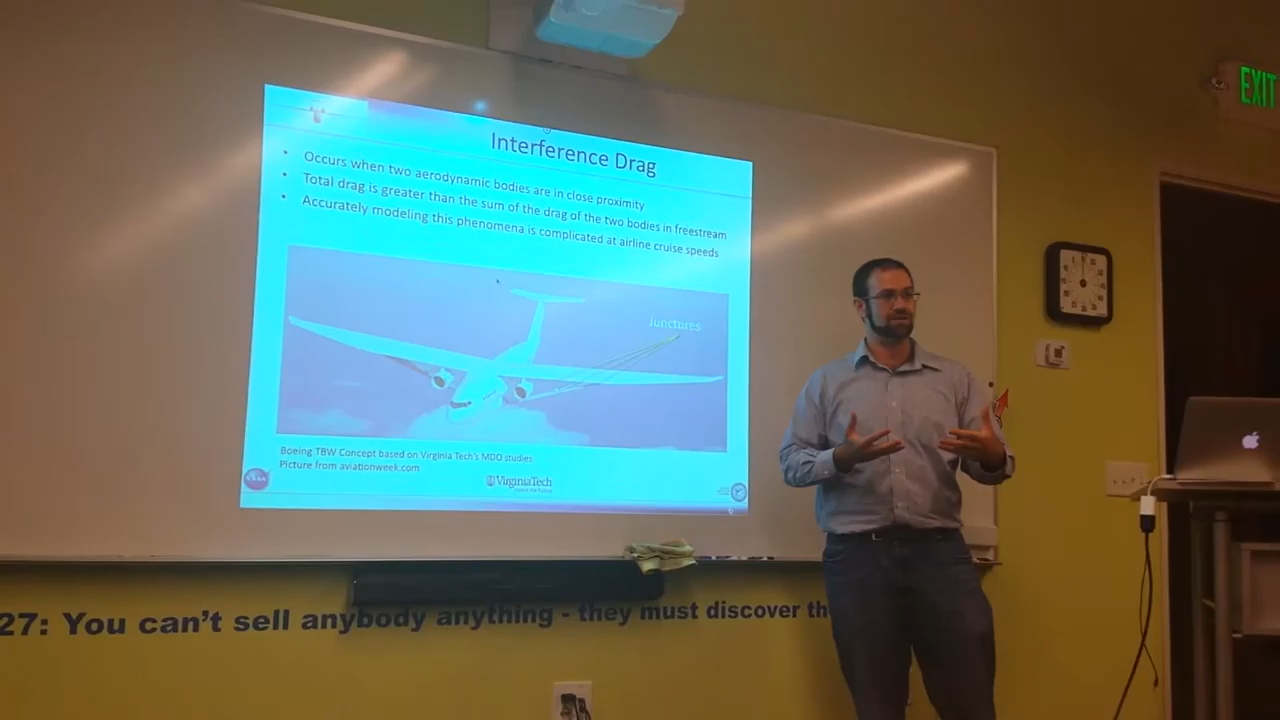 EXIT
Interference Drag
• Occurs when two aerodynamic bodies are in close proximity
• Total drag is greater than the sum of the drag of the two bodies in freestream
• Accurately modeling this phenomena is complicated at airline cruise speeds
Junctures
Boeing TBW Concept based on Virginia Tech's MDO studies
Picture from aviationweek.com
NASA
VirginiaTech
6
27: You can't sell anybody anything - they must discover th